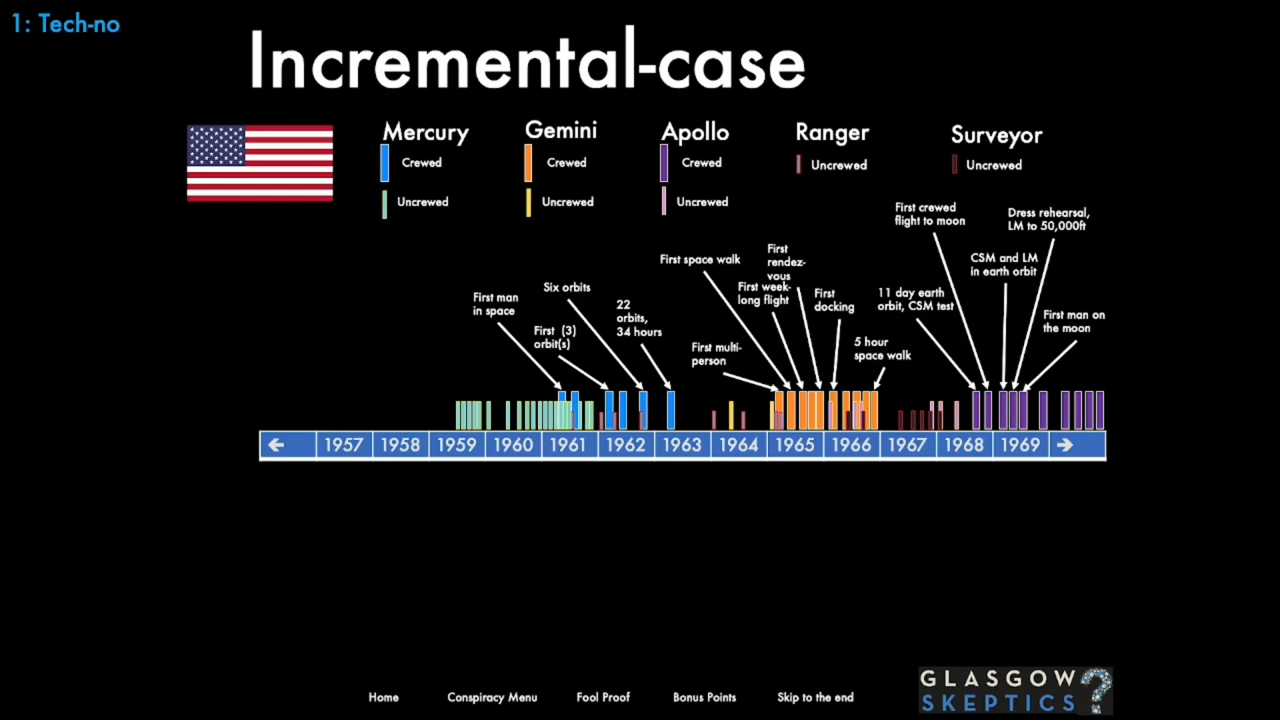 1: Tech-no
Incremental-case
Mercury
Crewed
Uncrewed
Gemini
Crewed
Uncrewed
Apollo
Crewed
Uncrewed
Ranger
Uncrewed
Surveyor
Uncrewed
First man
in space
First (3)
orbit(s)
Six orbits
22
orbits,
34 hours
First multi-
person
First space walk
First week-
long flight
First
rendez-
vous
First
docking
5 hour
space walk
11 day earth
orbit, CSM test
First crewed
flight to moon
CSM and LM
in earth orbit
Dress rehearsal,
LM to 50,000ft
First man on
the moon
← 1957 1958 1959 1960 1961 1962 1963 1964 1965 1966 1967 1968 1969 →
Home Conspiracy Menu Fool Proof Bonus Points Skip to the end
GLASGOW
SKEPTICS ?